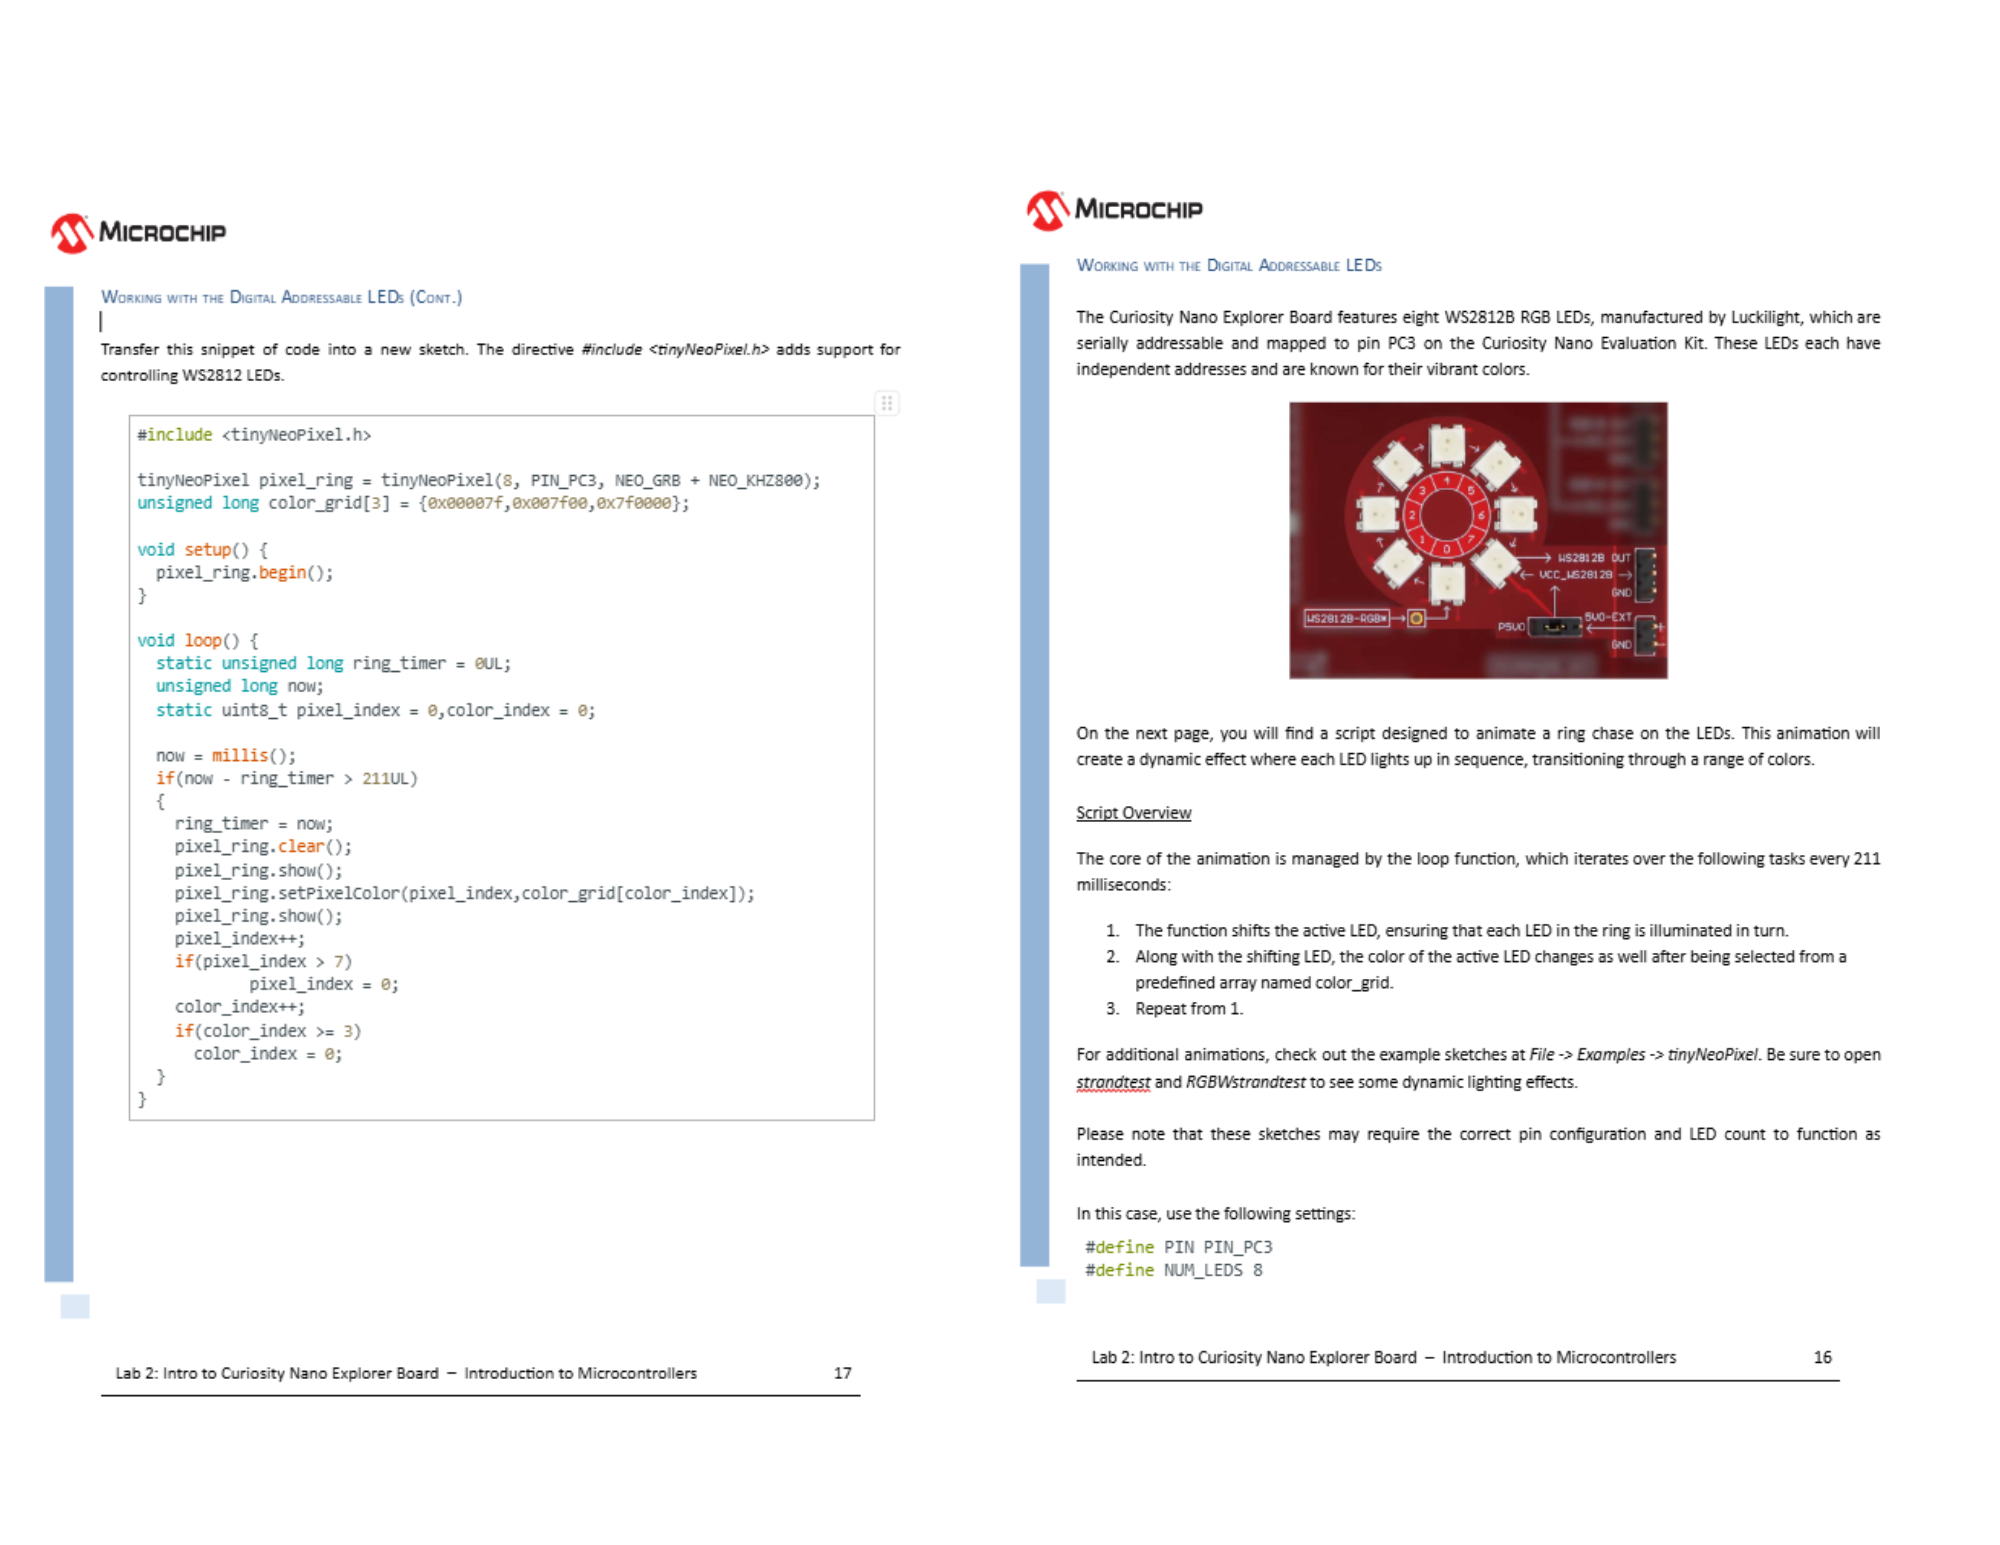 MICROCHIP
WORKING WITH THE DIGITAL ADDRESSABLE LEDS (CONT.)
Transfer this snippet of code into a new sketch. The directive #include <tinyNeoPixel.h> adds support for
controlling WS2812 LEDs.
#include <tinyNeoPixel.h>
tinyNeoPixel pixel_ring = tinyNeoPixel(8, PIN_PC3, NEO_GRB + NEO_KHZ800);
unsigned long color_grid[3] = {0x00007f,0x007f00,0x7f0000};
void setup() {
  pixel_ring.begin();
}
void loop() {
  static unsigned long ring_timer = 0UL;
  unsigned long now;
  static uint8_t pixel_index = 0,color_index = 0;
  now = millis();
  if(now - ring_timer > 211UL)
  {
    ring_timer = now;
    pixel_ring.clear();
    pixel_ring.show();
    pixel_ring.setPixelColor(pixel_index,color_grid[color_index]);
    pixel_ring.show();
    pixel_index++;
    if(pixel_index > 7)
            pixel_index = 0;
    color_index++;
    if(color_index >= 3)
      color_index = 0;
  }
}
Lab 2: Intro to Curiosity Nano Explorer Board – Introduction to Microcontrollers 17
MICROCHIP
WORKING WITH THE DIGITAL ADDRESSABLE LEDS
The Curiosity Nano Explorer Board features eight WS2812B RGB LEDs, manufactured by Luckilight, which are
serially addressable and mapped to pin PC3 on the Curiosity Nano Evaluation Kit. These LEDs each have
independent addresses and are known for their vibrant colors.
3 4 5
2 6
1 0 7
WS2812B OUT
VCC_WS2812B
GND
WS2812B-RGB*
P5V0
5V0-EXT
+
GND
-
On the next page, you will find a script designed to animate a ring chase on the LEDs. This animation will
create a dynamic effect where each LED lights up in sequence, transitioning through a range of colors.
Script Overview
The core of the animation is managed by the loop function, which iterates over the following tasks every 211
milliseconds:
1. The function shifts the active LED, ensuring that each LED in the ring is illuminated in turn.
2. Along with the shifting LED, the color of the active LED changes as well after being selected from a
predefined array named color_grid.
3. Repeat from 1.
For additional animations, check out the example sketches at File -> Examples -> tinyNeoPixel. Be sure to open
strandtest and RGBWstrandtest to see some dynamic lighting effects.
Please note that these sketches may require the correct pin configuration and LED count to function as
intended.
In this case, use the following settings:
#define PIN PIN_PC3
#define NUM_LEDS 8
Lab 2: Intro to Curiosity Nano Explorer Board – Introduction to Microcontrollers 16